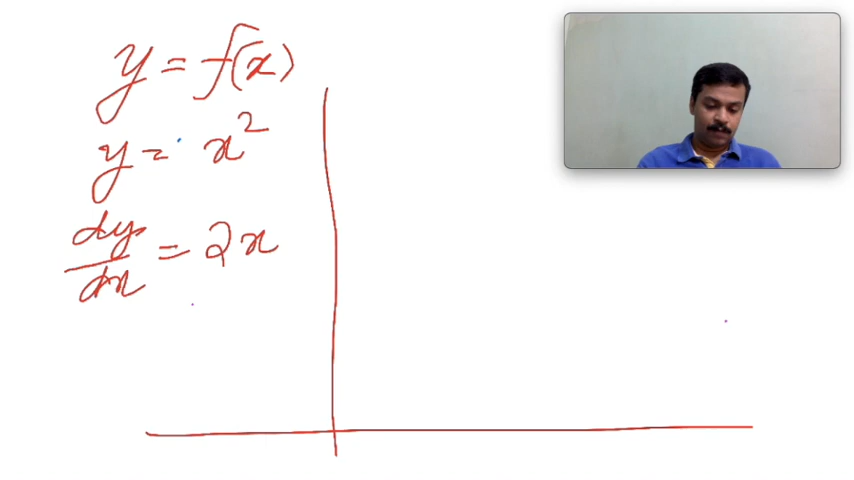 y = f(x)
y = x²
dy/dx = 2x